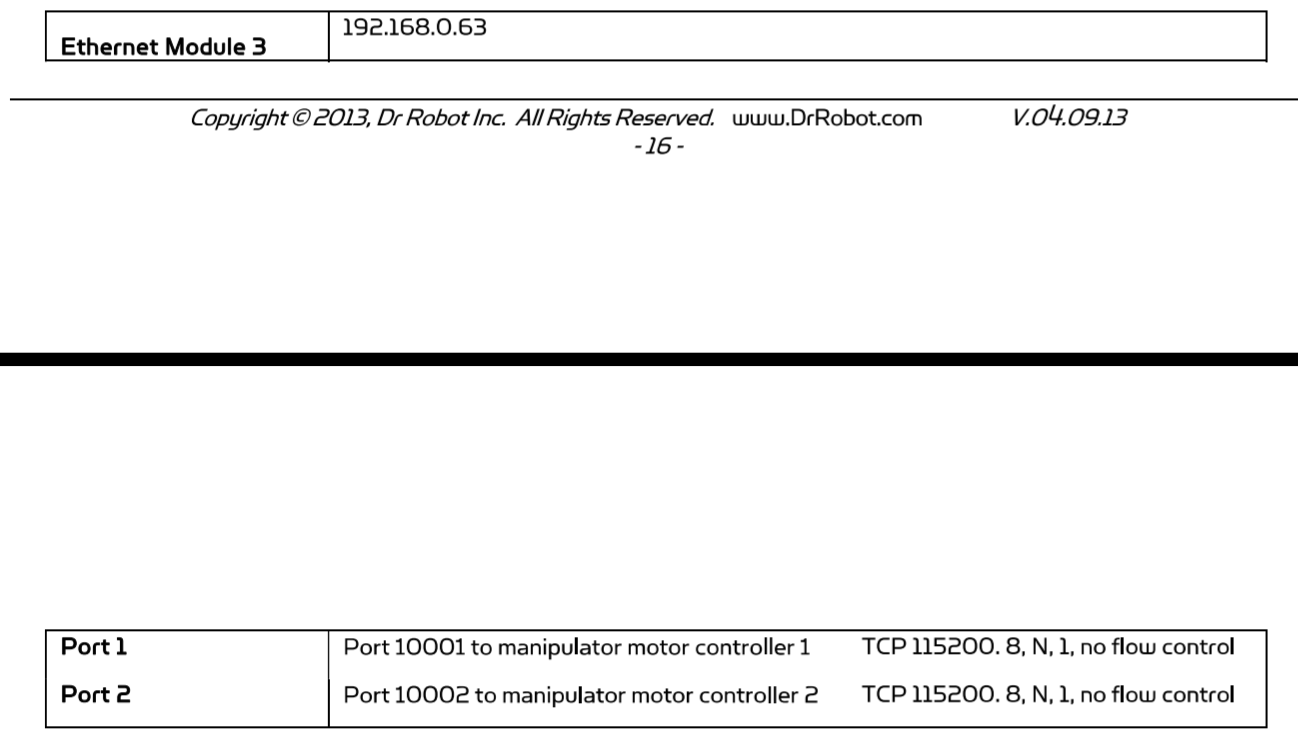 Ethernet Module 3 192.168.0.63
Copyright © 2013, Dr Robot Inc. All Rights Reserved. www.DrRobot.com V.04.09.13
- 16 -
Port 1 Port 10001 to manipulator motor controller 1 TCP 115200. 8, N, 1, no flow control
Port 2 Port 10002 to manipulator motor controller 2 TCP 115200. 8, N, 1, no flow control